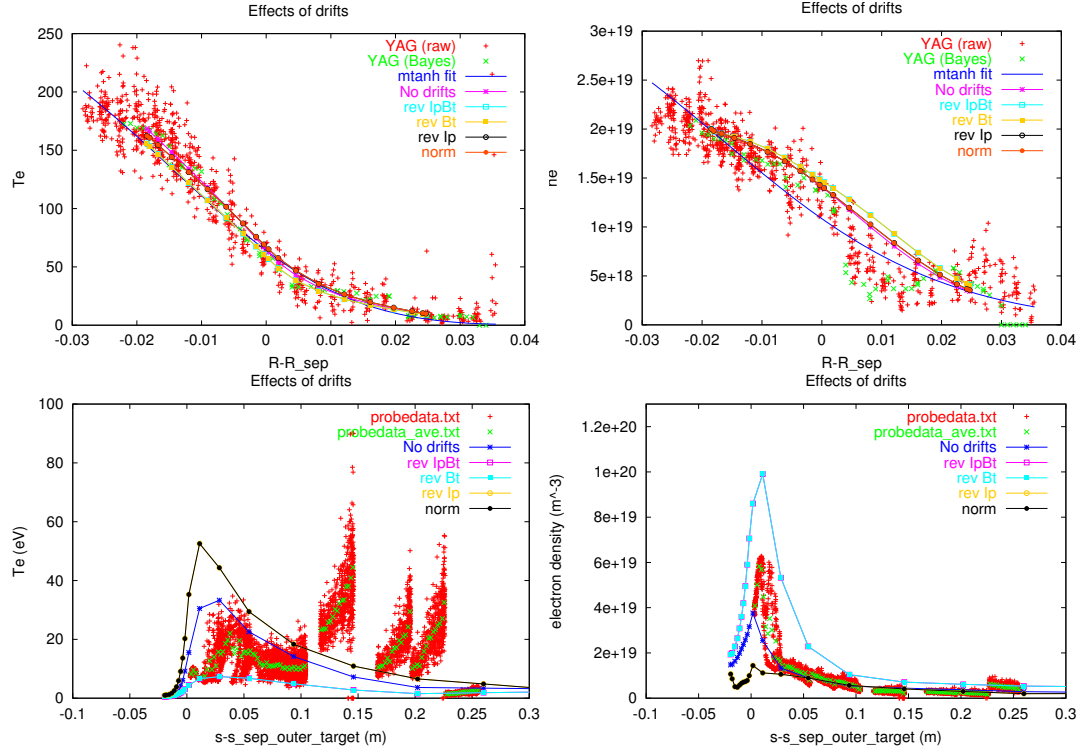 Effects of drifts
250
200
150
100
50
0
Te
-0.03
-0.02
-0.01
0
0.01
0.02
0.03
0.04
R-R_sep
YAG (raw)
YAG (Bayes)
mtanh fit
No drifts
rev IpBt
rev Bt
rev Ip
norm
Effects of drifts
3e+19
2.5e+19
2e+19
1.5e+19
1e+19
5e+18
0
ne
-0.03
-0.02
-0.01
0
0.01
0.02
0.03
0.04
R-R_sep
YAG (raw)
YAG (Bayes)
mtanh fit
No drifts
rev IpBt
rev Bt
rev Ip
norm
Effects of drifts
100
80
60
40
20
0
Te (eV)
-0.1
-0.05
0
0.05
0.1
0.15
0.2
0.25
0.3
s-s_sep_outer_target (m)
probedata.txt
probedata_ave.txt
No drifts
rev IpBt
rev Bt
rev Ip
norm
Effects of drifts
1.2e+20
1e+20
8e+19
6e+19
4e+19
2e+19
0
electron density (m^-3)
-0.1
-0.05
0
0.05
0.1
0.15
0.2
0.25
0.3
s-s_sep_outer_target (m)
probedata.txt
probedata_ave.txt
No drifts
rev IpBt
rev Bt
rev Ip
norm